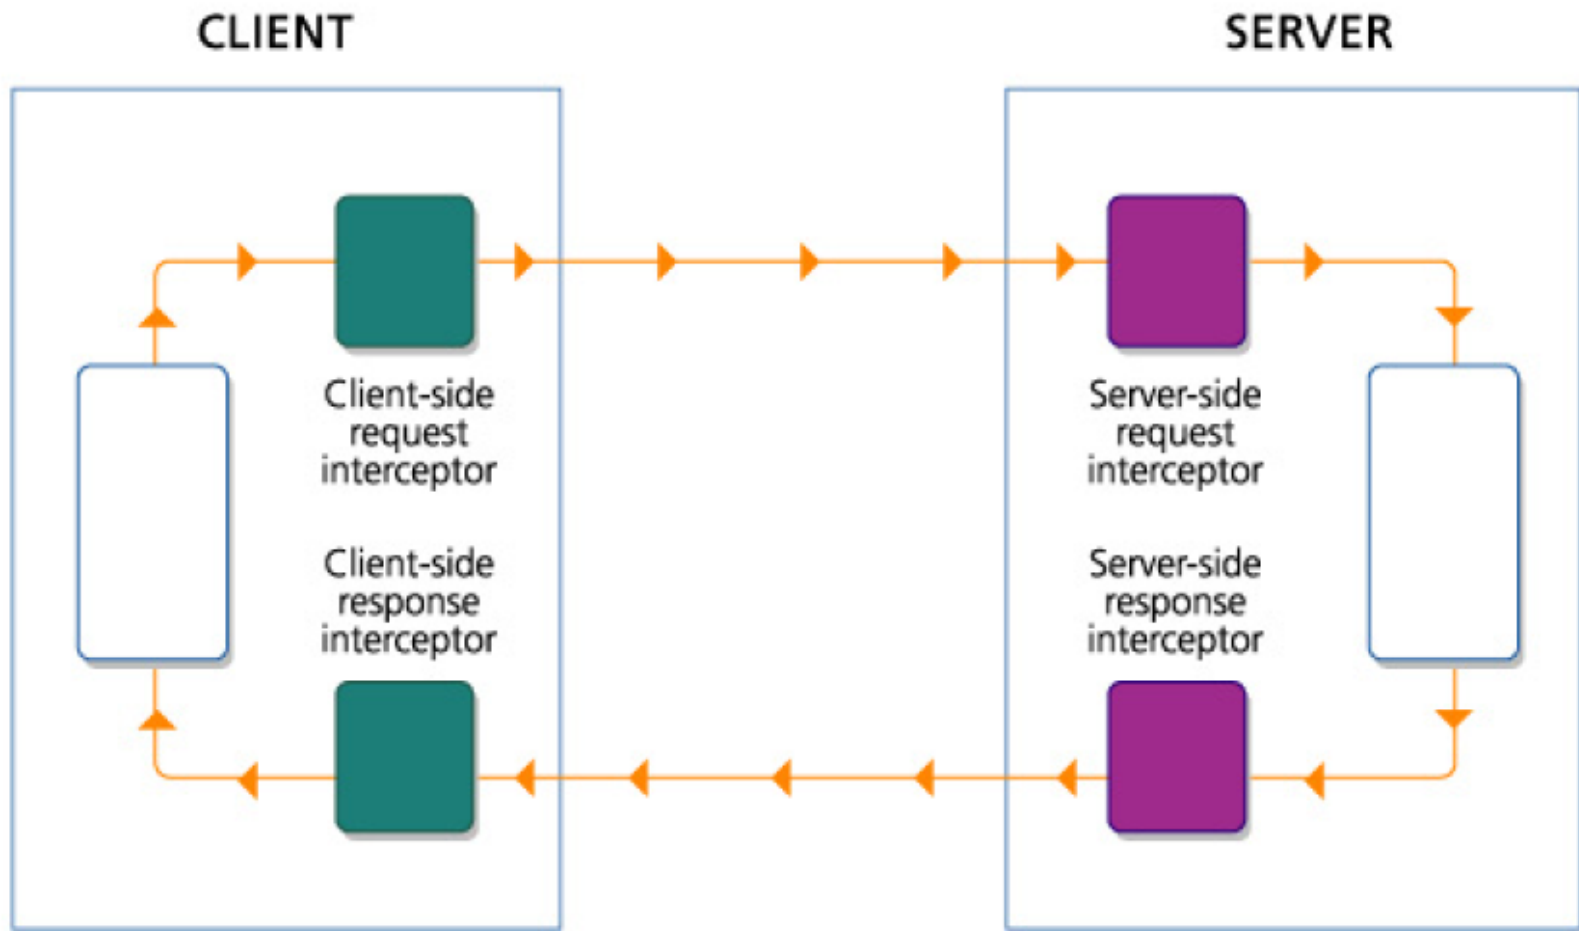 CLIENT
SERVER
Client-side
request
interceptor
Server-side
request
interceptor
Client-side
response
interceptor
Server-side
response
interceptor